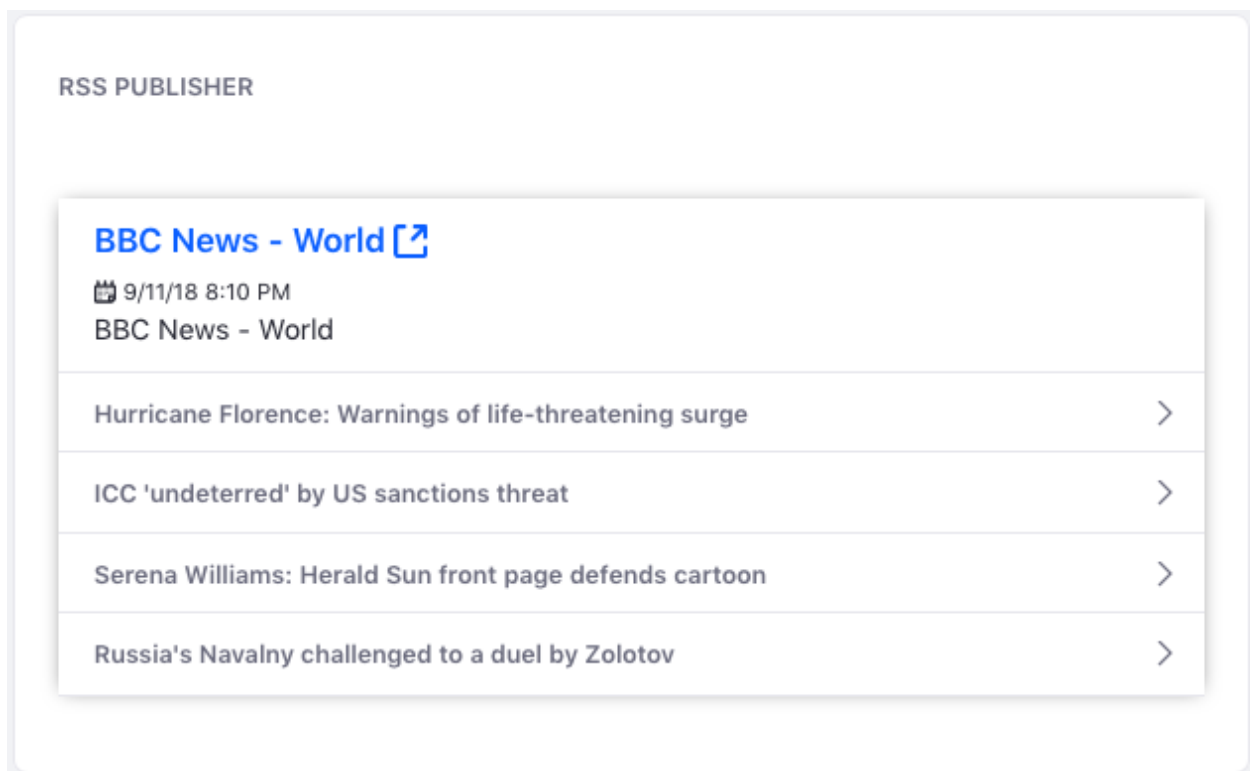 RSS PUBLISHER
BBC News - World
9/11/18 8:10 PM
BBC News - World
Hurricane Florence: Warnings of life-threatening surge
ICC 'undeterred' by US sanctions threat
Serena Williams: Herald Sun front page defends cartoon
Russia's Navalny challenged to a duel by Zolotov